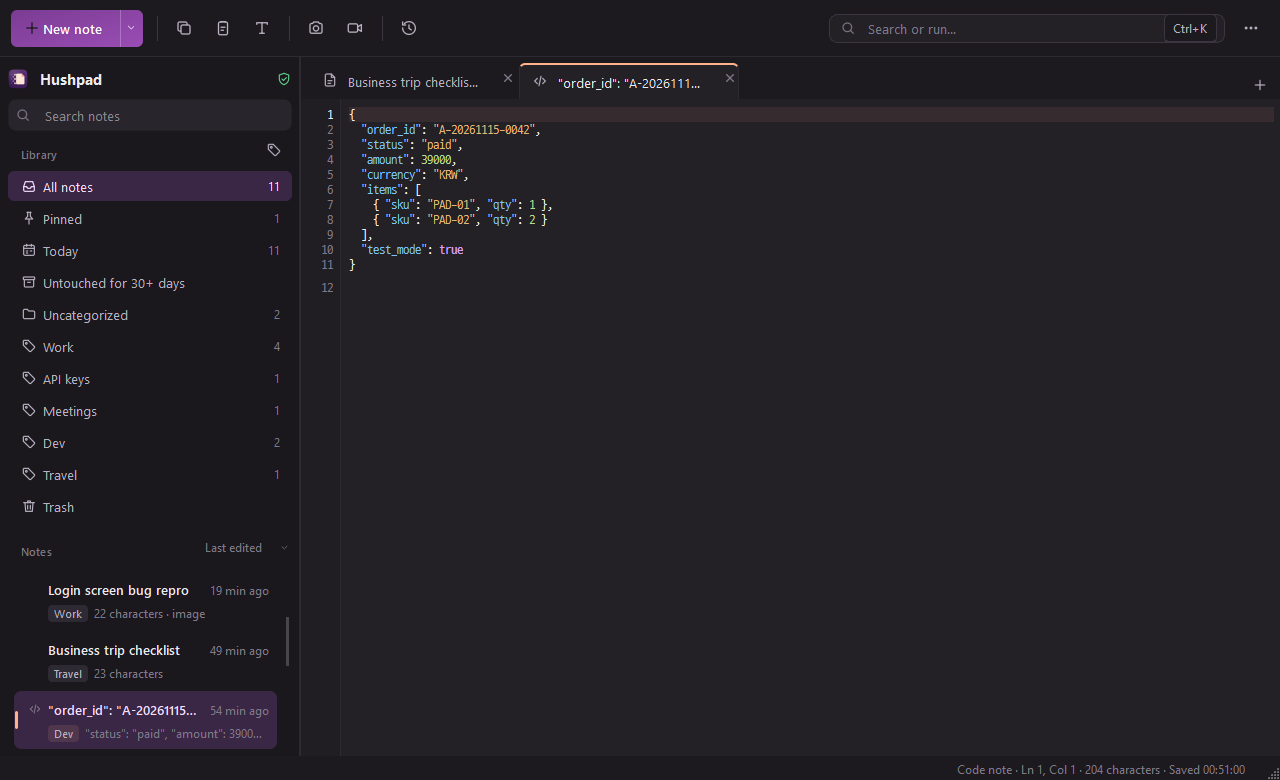 New note
Search or run...
Ctrl+K
Hushpad
Search notes
Library
All notes 11
Pinned 1
Today 11
Untouched for 30+ days
Uncategorized 2
Work 4
API keys 1
Meetings 1
Dev 2
Travel 1
Trash
Notes Last edited
Login screen bug repro 19 min ago
Work 22 characters · image
Business trip checklist 49 min ago
Travel 23 characters
"order_id": "A-20261115... 54 min ago
Dev "status": "paid", "amount": 3900...
Business trip checklis...
"order_id": "A-2026111...
1 {
2 "order_id": "A-20261115-0042",
3 "status": "paid",
4 "amount": 39000,
5 "currency": "KRW",
6 "items": [
7 { "sku": "PAD-01", "qty": 1 },
8 { "sku": "PAD-02", "qty": 2 }
9 ],
10 "test_mode": true
11 }
12
Code note · Ln 1, Col 1 · 204 characters · Saved 00:51:00